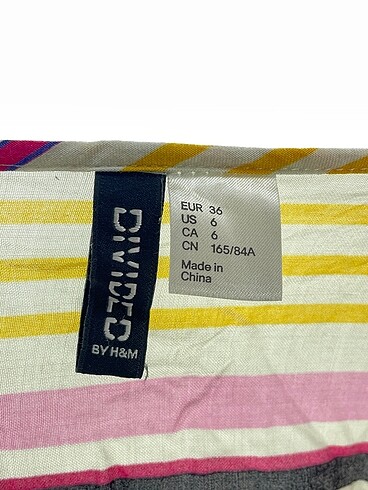 DIVIDED
BY H&M
EUR 36
US 6
CA 6
CN 165/84A
Made in
China